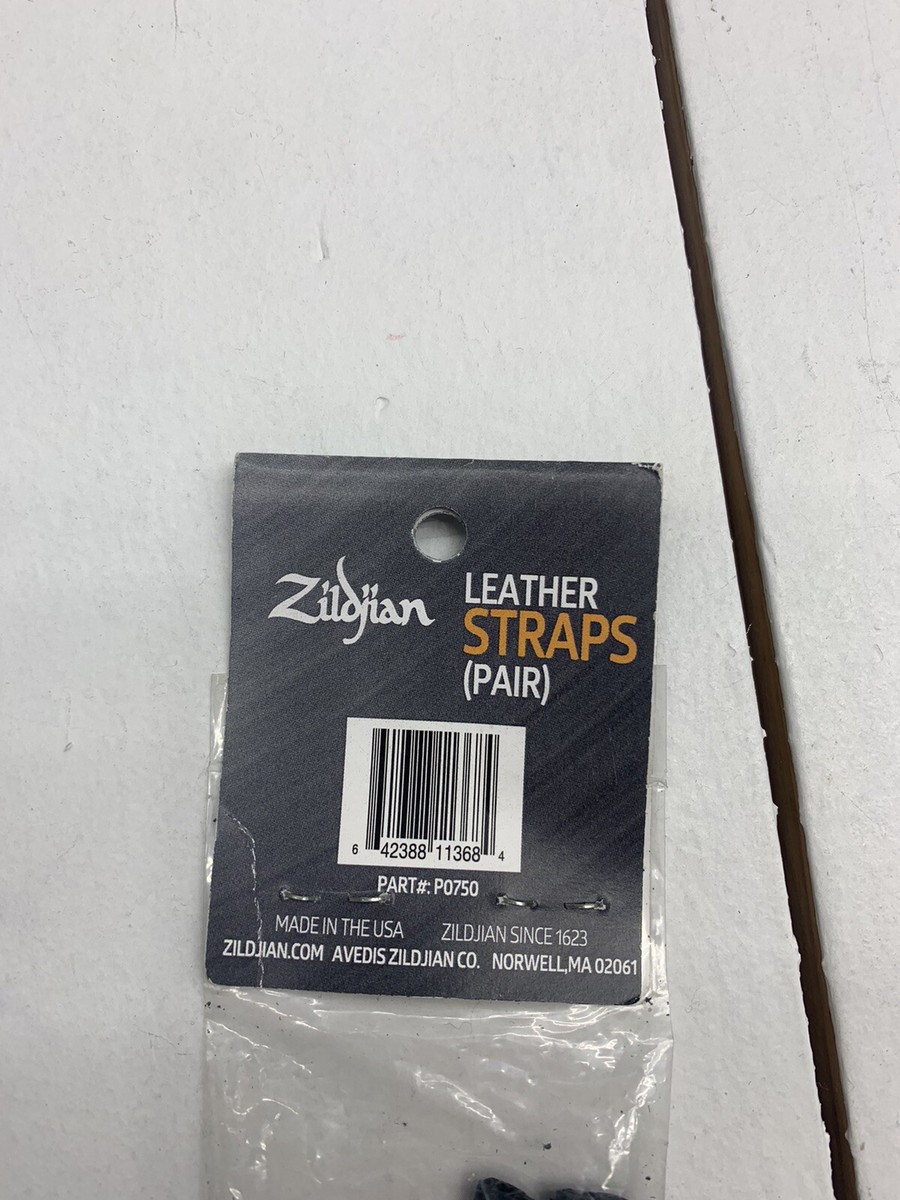 Zildjian
LEATHER
STRAPS
(PAIR)
6 42388 11368 4
PART#: P0750
MADE IN THE USA ZILDJIAN SINCE 1623
ZILDJIAN.COM AVEDIS ZILDJIAN CO. NORWELL,MA 02061